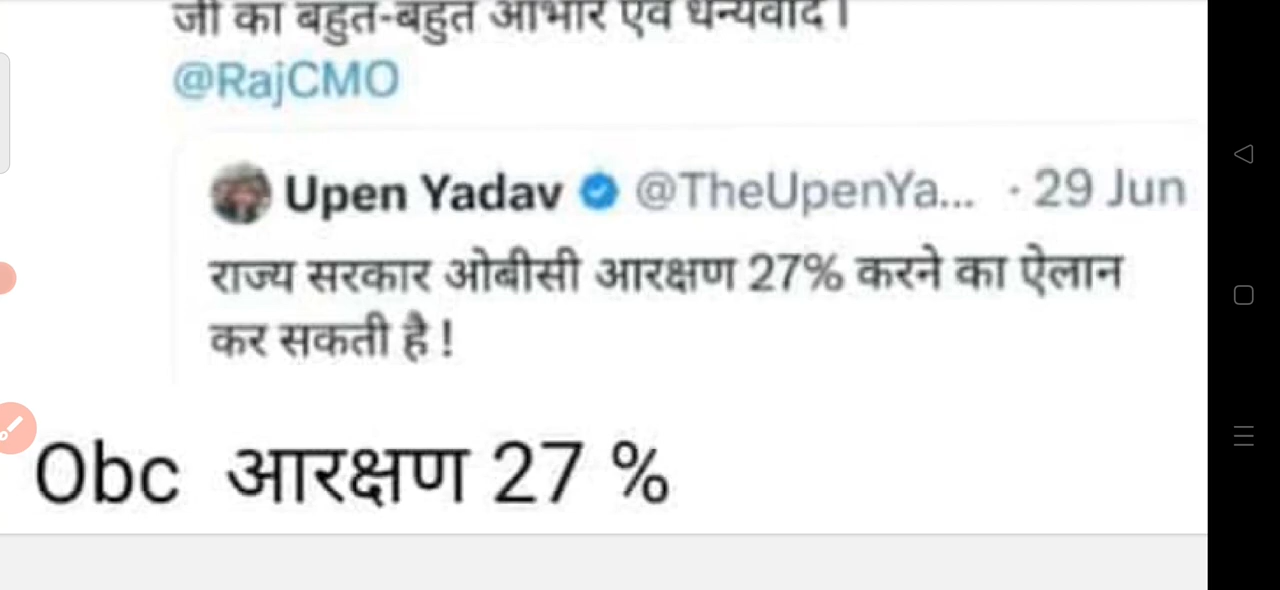 जी का बहुत-बहुत आभार एवं धन्यवाद ।
@RajCMO
Upen Yadav @TheUpenYa... · 29 Jun
राज्य सरकार ओबीसी आरक्षण 27% करने का ऐलान
कर सकती है !
Obc आरक्षण 27 %